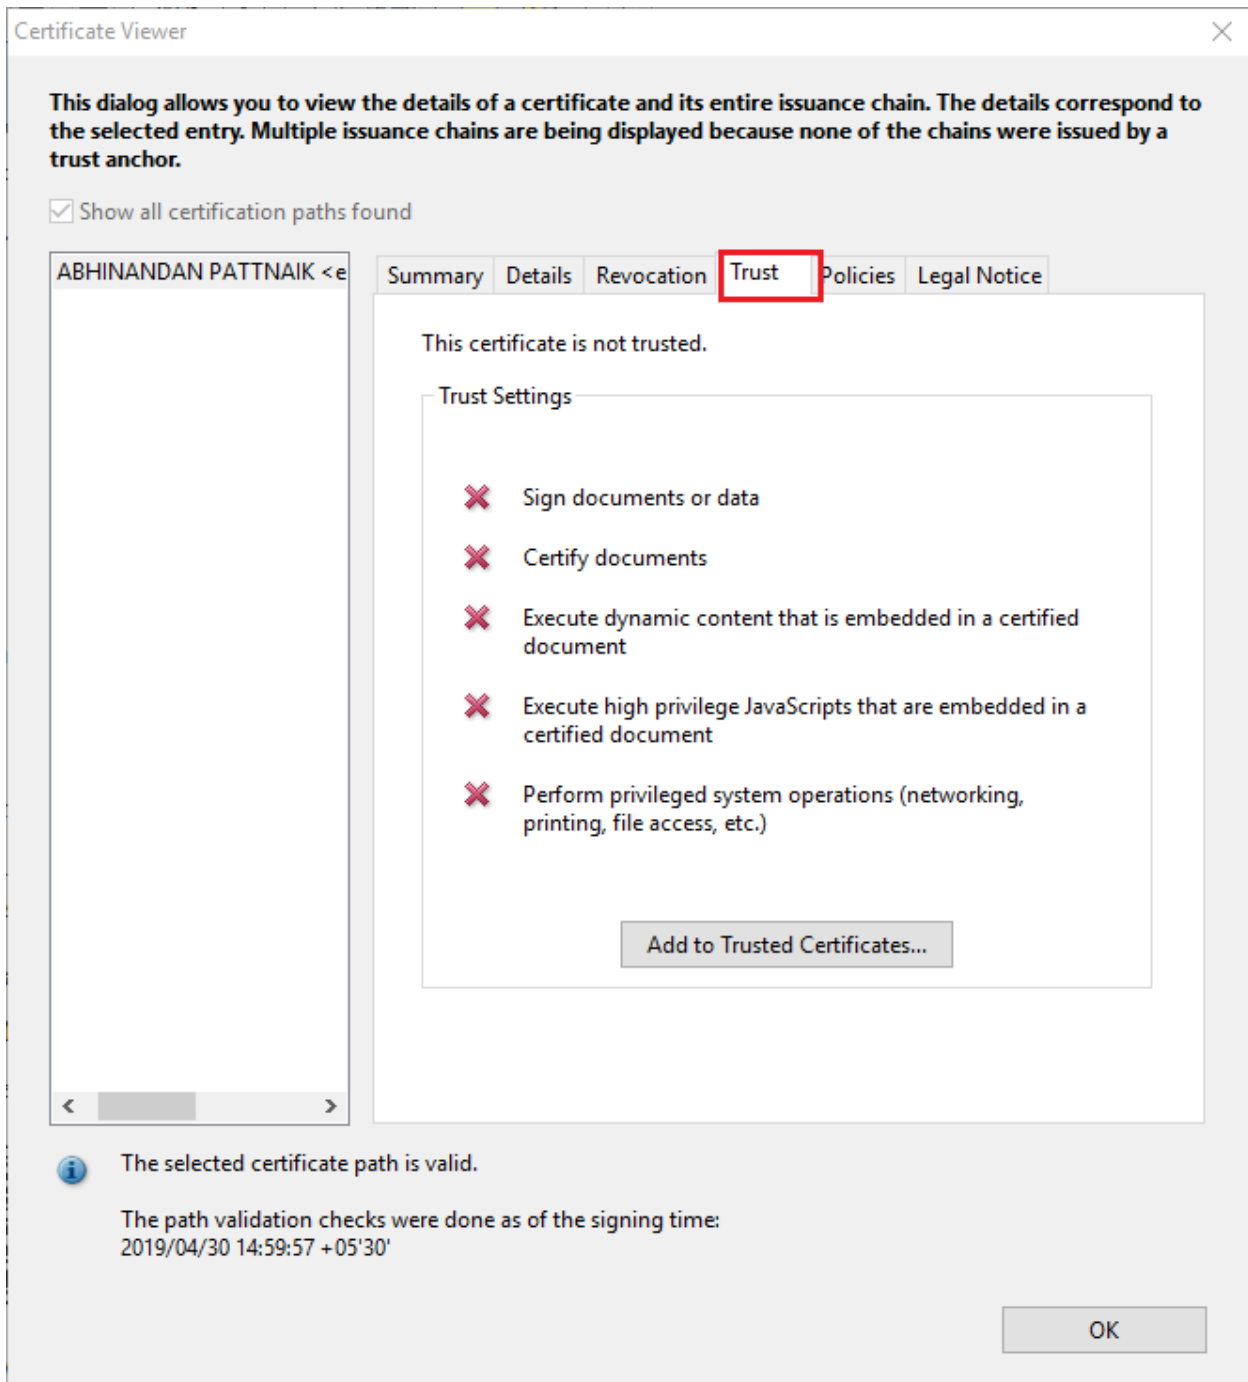 Certificate Viewer
This dialog allows you to view the details of a certificate and its entire issuance chain. The details correspond to
the selected entry. Multiple issuance chains are being displayed because none of the chains were issued by a
trust anchor.
Show all certification paths found
ABHINANDAN PATTNAIK <e
Summary Details Revocation Trust Policies Legal Notice
This certificate is not trusted.
Trust Settings
Sign documents or data
Certify documents
Execute dynamic content that is embedded in a certified
document
Execute high privilege JavaScripts that are embedded in a
certified document
Perform privileged system operations (networking,
printing, file access, etc.)
Add to Trusted Certificates...
The selected certificate path is valid.
The path validation checks were done as of the signing time:
2019/04/30 14:59:57 +05'30'
OK